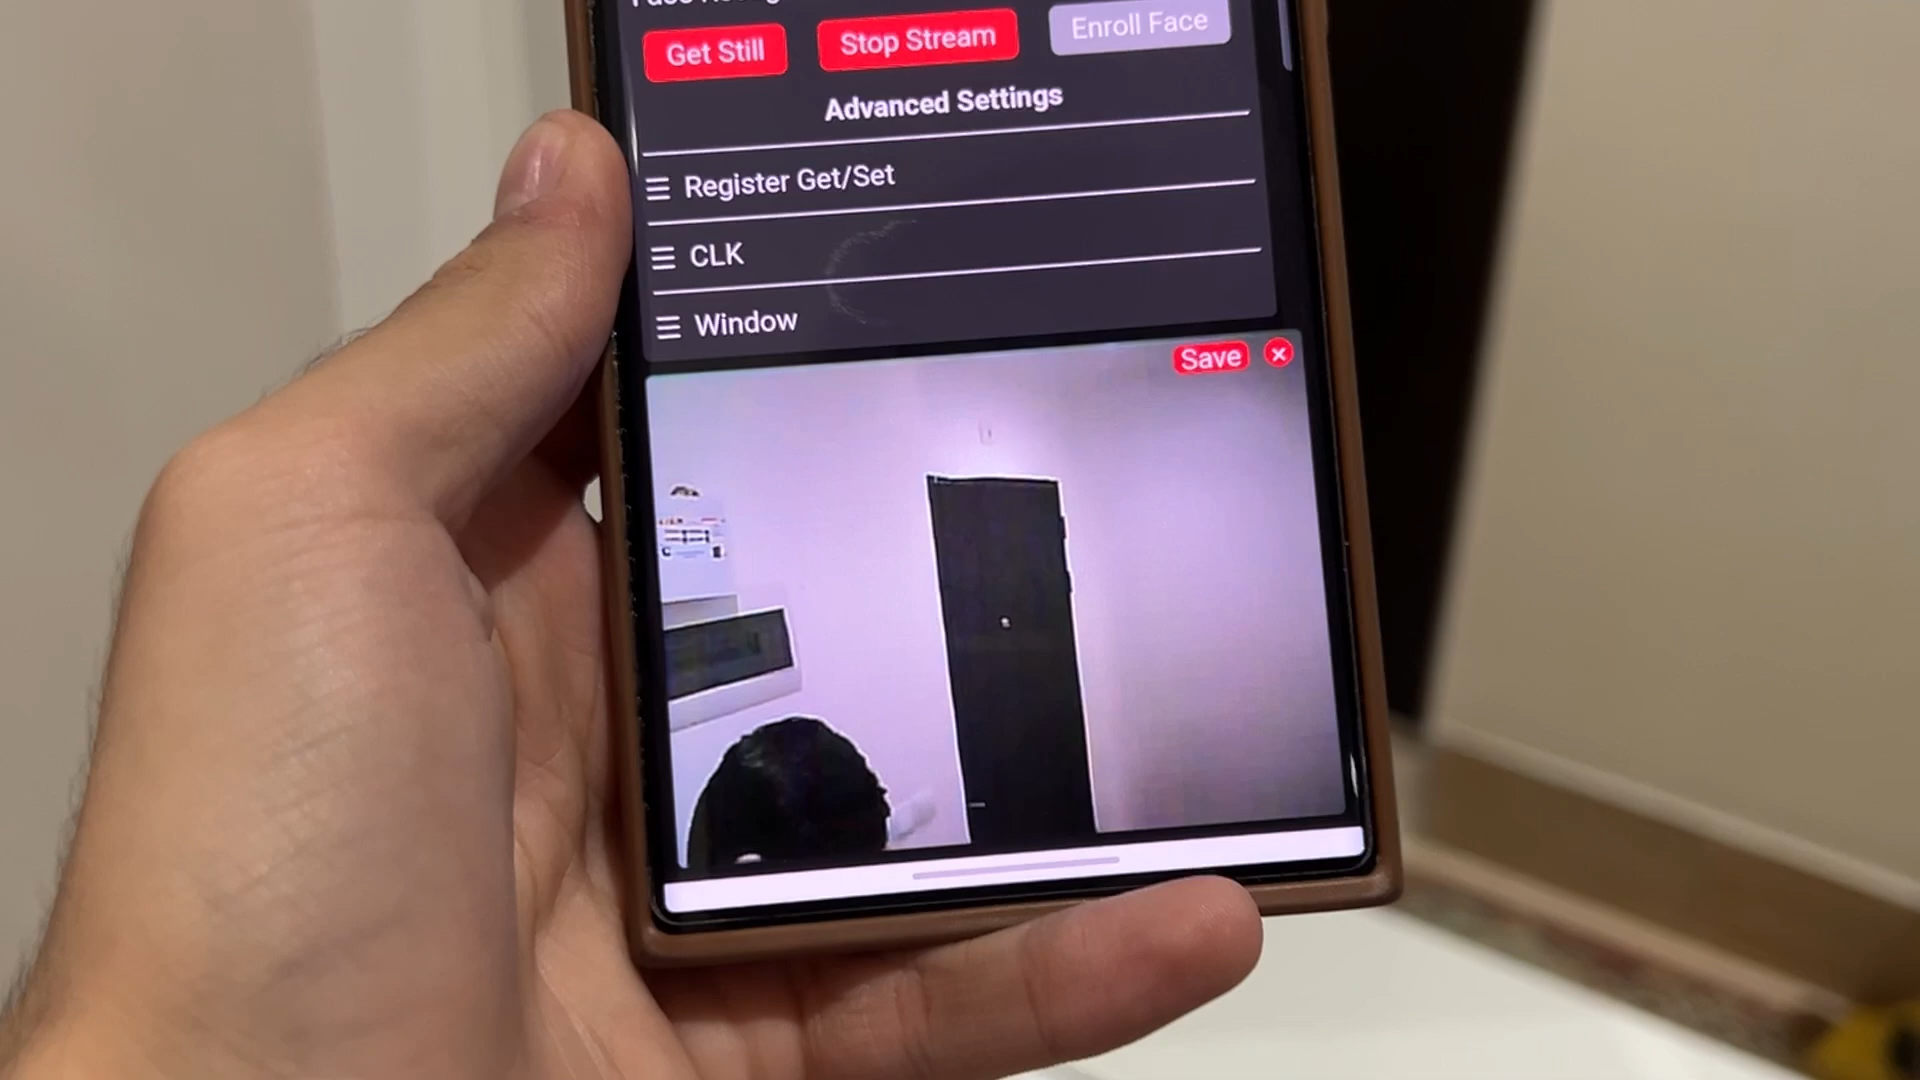 Get Still
Stop Stream
Enroll Face
Advanced Settings
Register Get/Set
CLK
Window
Save